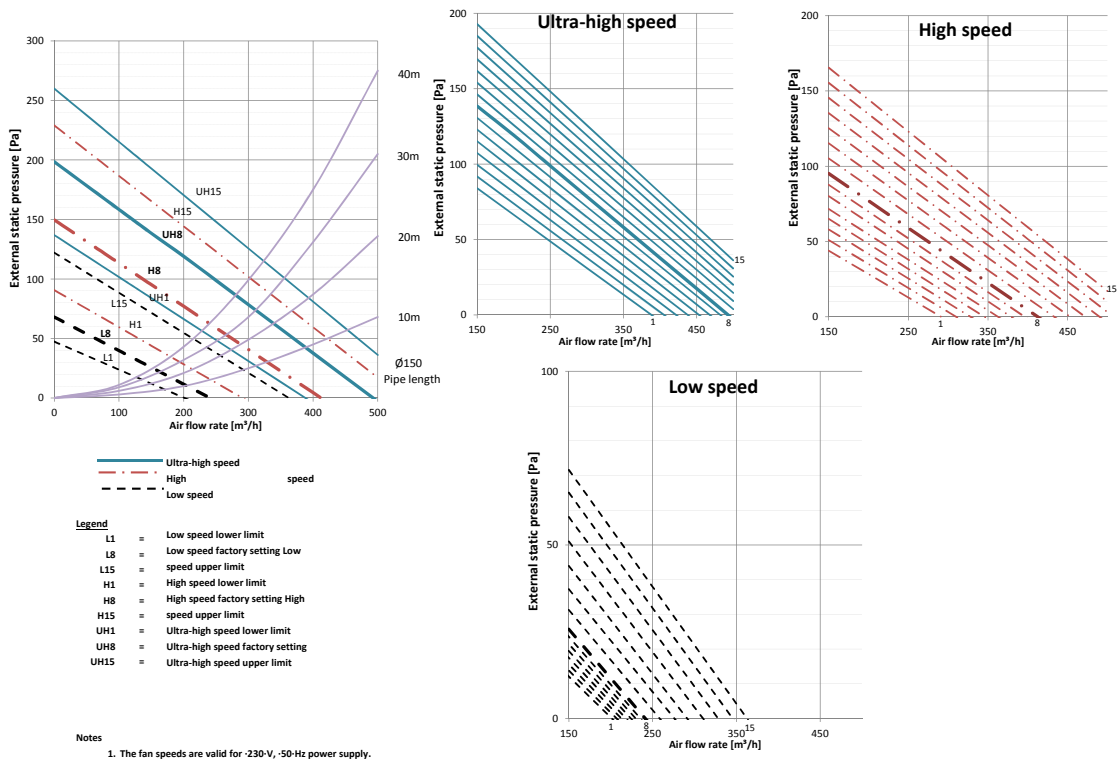 300
250
200
150
100
50
0
External static pressure [Pa]
0 100 200 300 400 500
Air flow rate [m³/h]
UH15
H15
UH8
H8
UH1
L15
H1
L8
L1
40m
30m
20m
10m
Ø150
Pipe length
Ultra-high speed
200
150
100
50
0
External static pressure [Pa]
15
150 250 350 1 8 450
Air flow rate [m³/h]
High speed
200
150
100
50
0
External static pressure [Pa]
15
150 250 1 350 8 450
Air flow rate [m³/h]
Low speed
100
50
0
External static pressure [Pa]
150 1 8 250 350 15 450
Air flow rate [m³/h]
Ultra-high speed
High speed
Low speed
Legend
L1 = Low speed lower limit
L8 = Low speed factory setting Low
L15 = speed upper limit
H1 = High speed lower limit
H8 = High speed factory setting High
H15 = speed upper limit
UH1 = Ultra-high speed lower limit
UH8 = Ultra-high speed factory setting
UH15 = Ultra-high speed upper limit
Notes
1. The fan speeds are valid for ·230·V, ·50·Hz power supply.